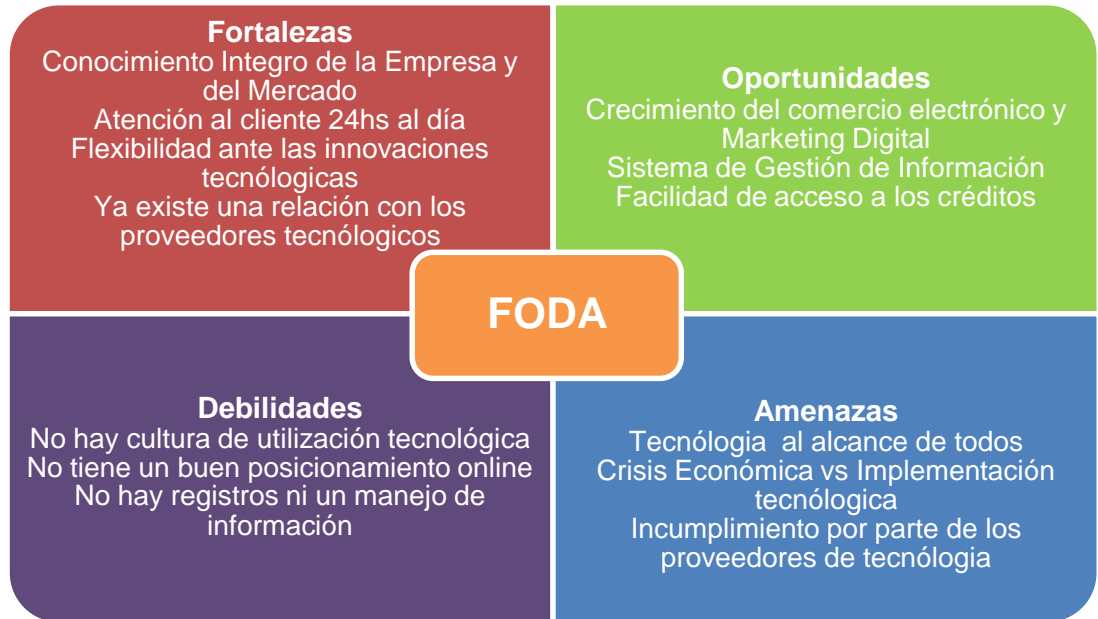 Fortalezas
Conocimiento Integro de la Empresa y
del Mercado
Atención al cliente 24hs al día
Flexibilidad ante las innovaciones
tecnólogicas
Ya existe una relación con los
proveedores tecnólogicos
Oportunidades
Crecimiento del comercio electrónico y
Marketing Digital
Sistema de Gestión de Información
Facilidad de acceso a los créditos
FODA
Debilidades
No hay cultura de utilización tecnológica
No tiene un buen posicionamiento online
No hay registros ni un manejo de
información
Amenazas
Tecnólogia  al alcance de todos
Crisis Económica vs Implementación
tecnólogica
Incumplimiento por parte de los
proveedores de tecnólogia